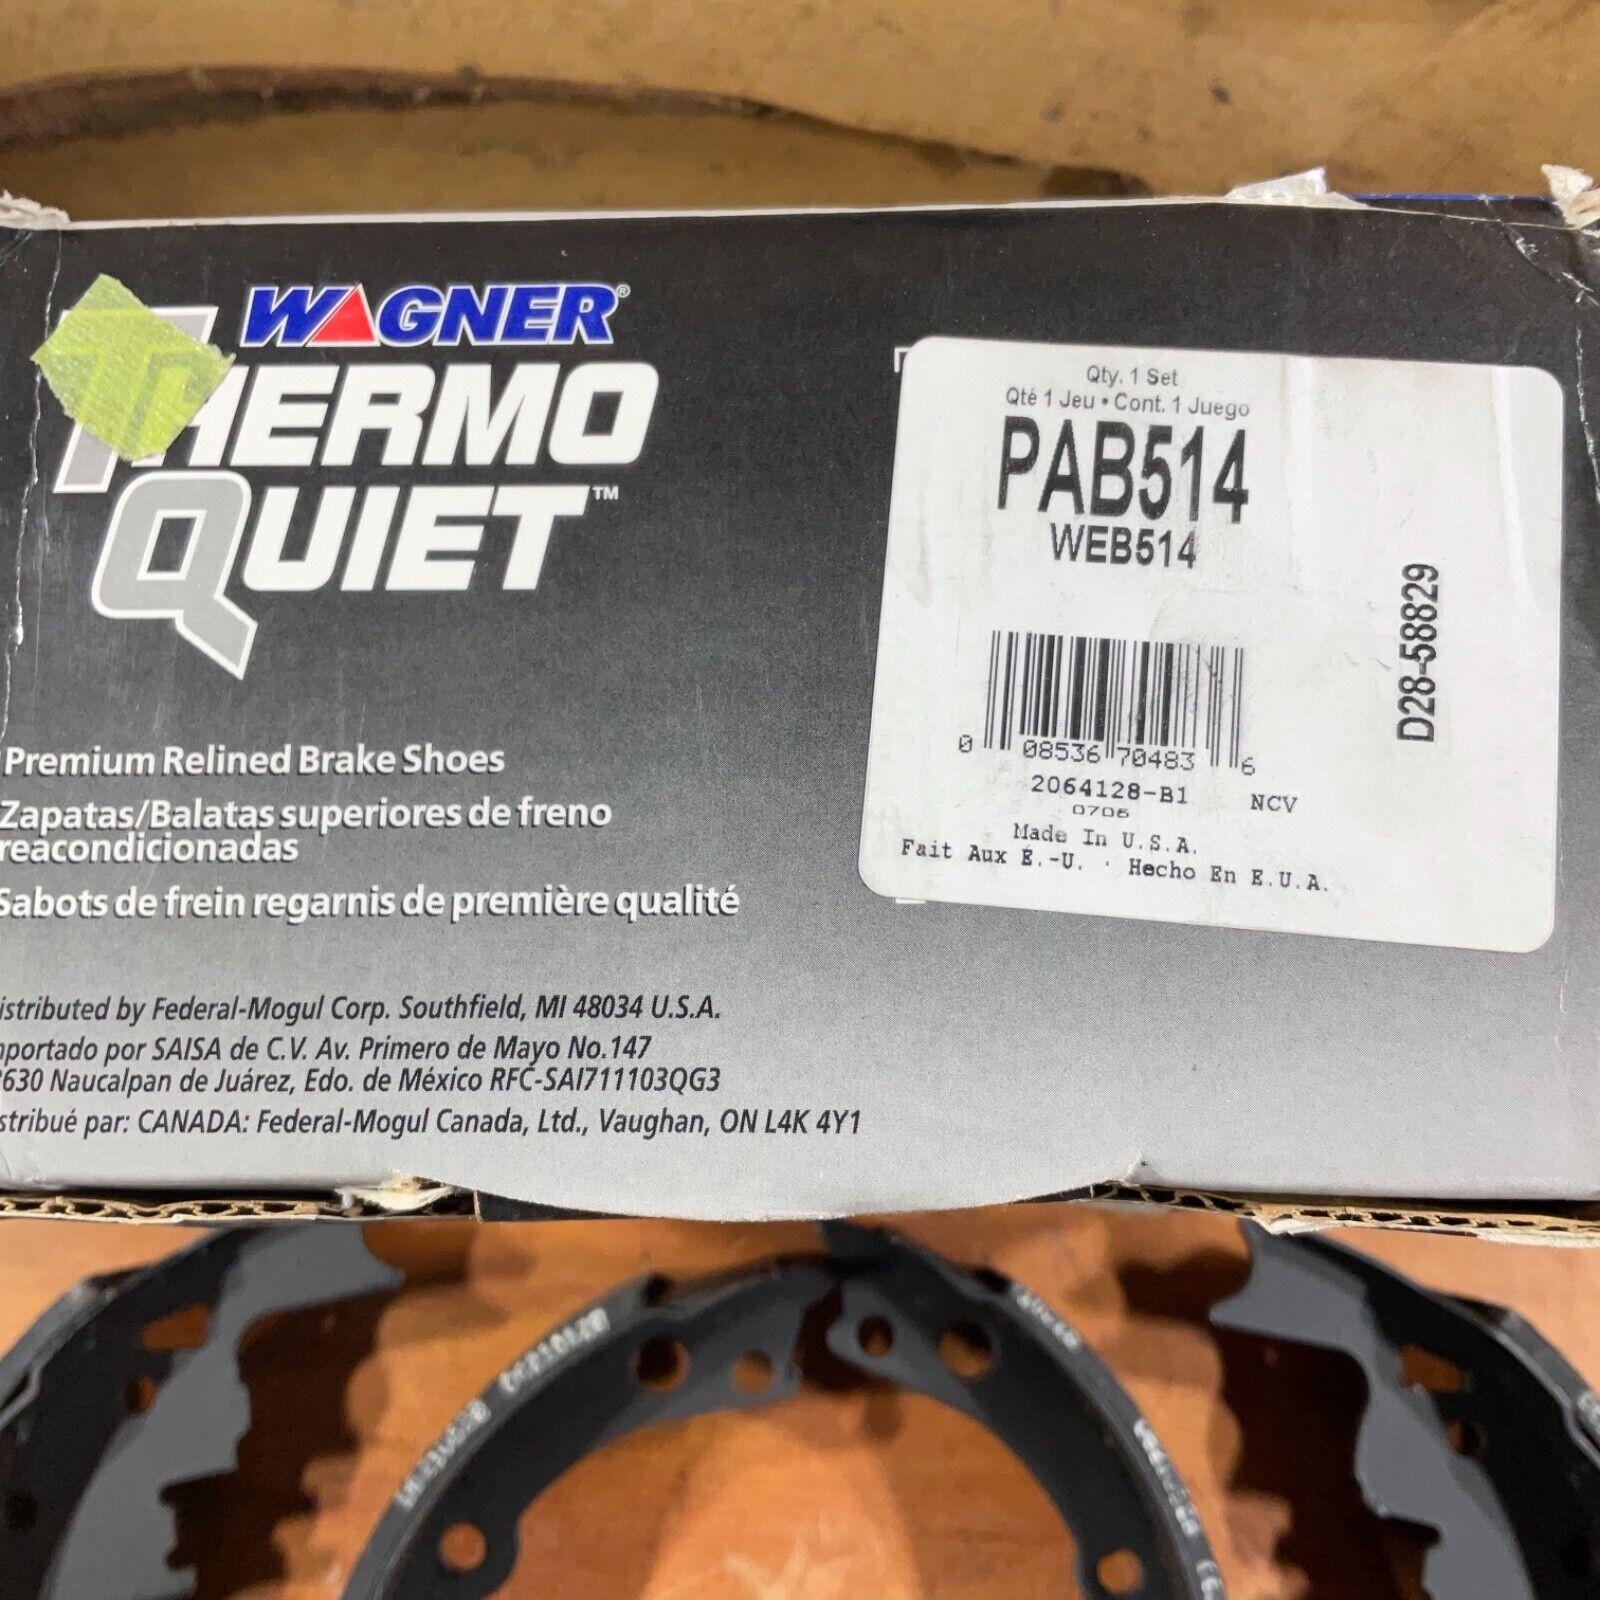 WAGNER®
THERMO
QUIET™
Premium Relined Brake Shoes
Zapatas/Balatas superiores de freno
reacondicionadas
Sabots de frein regarnis de première qualité
istributed by Federal-Mogul Corp. Southfield, MI 48034 U.S.A.
mportado por SAISA de C.V. Av. Primero de Mayo No.147
630 Naucalpan de Juárez, Edo. de México RFC-SAI711103QG3
stribué par: CANADA: Federal-Mogul Canada, Ltd., Vaughan, ON L4K 4Y1
Qty. 1 Set
Qté 1 Jeu • Cont. 1 Juego
PAB514
WEB514
0 08536 70483 6
2064128-B1 NCV
0706
Made In U.S.A.
Fait Aux É.-U. · Hecho En E.U.A.
D28-58829